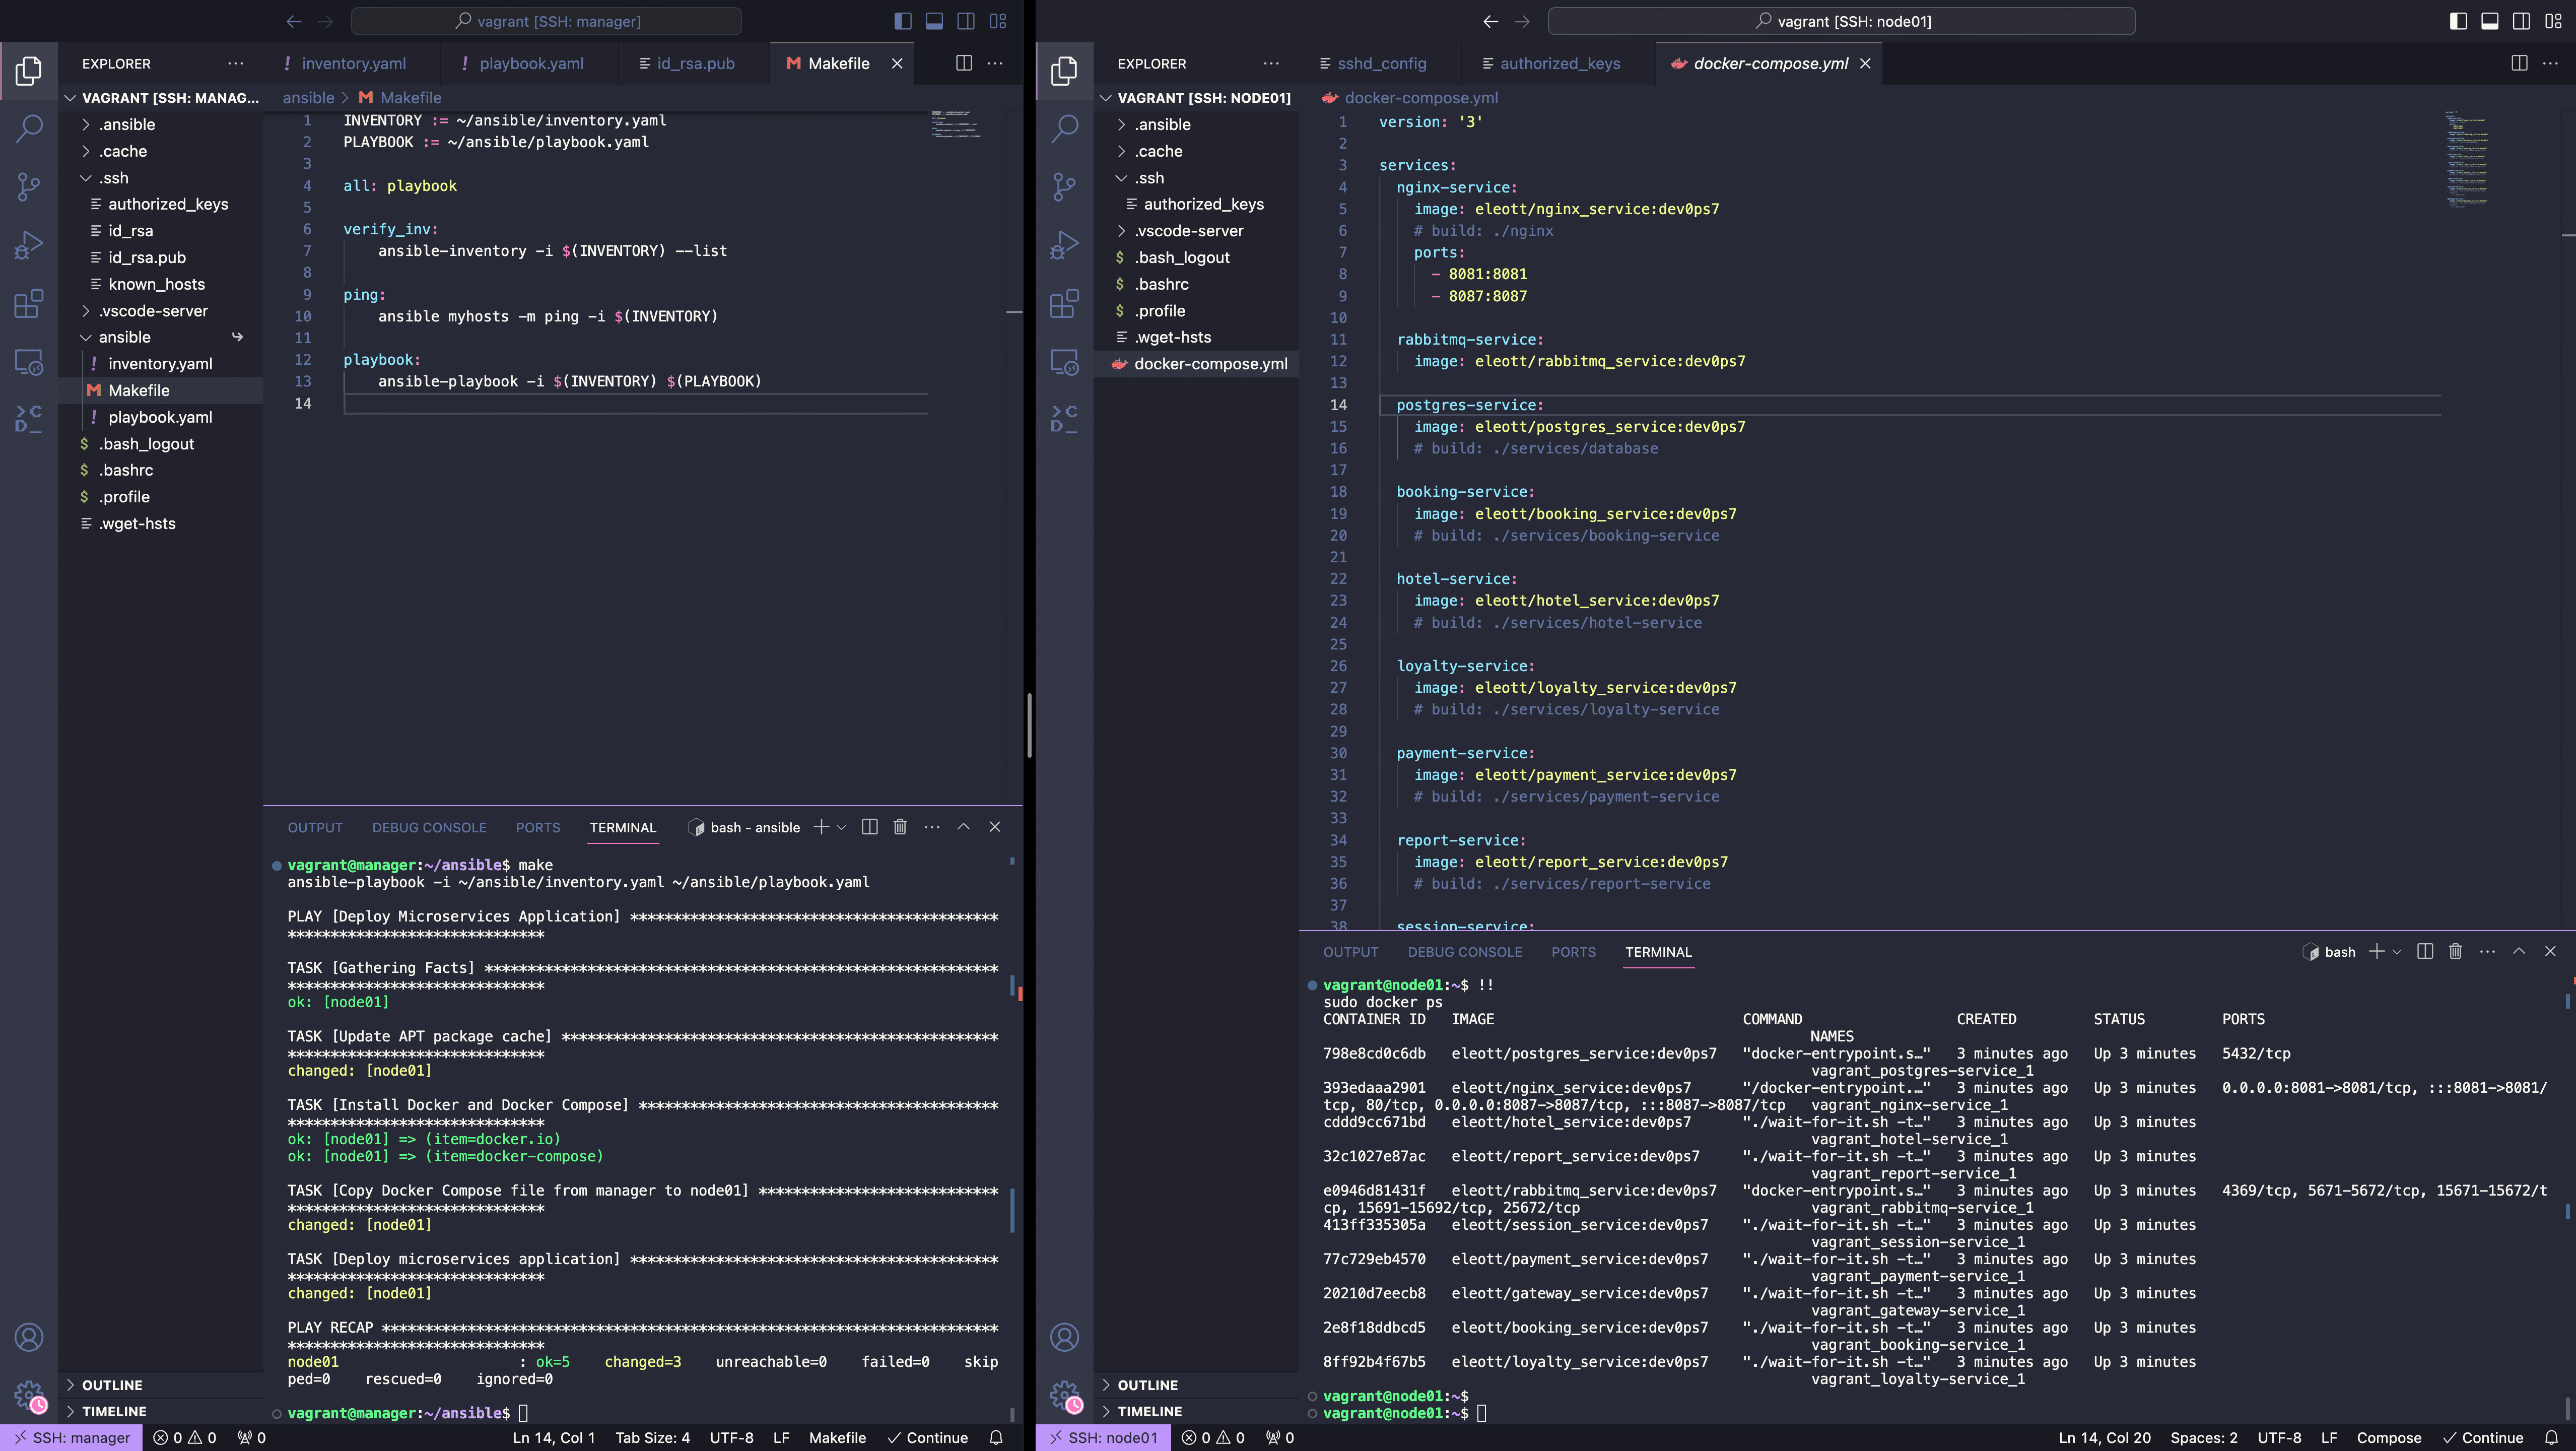 vagrant [SSH: manager]
EXPLORER
inventory.yaml
playbook.yaml
id_rsa.pub
Makefile
VAGRANT [SSH: MANAG...
.ansible
.cache
.ssh
authorized_keys
id_rsa
id_rsa.pub
known_hosts
.vscode-server
ansible
inventory.yaml
Makefile
playbook.yaml
.bash_logout
.bashrc
.profile
.wget-hsts
OUTLINE
TIMELINE
ansible > Makefile
1 INVENTORY := ~/ansible/inventory.yaml
2 PLAYBOOK := ~/ansible/playbook.yaml
3
4 all: playbook
5
6 verify_inv:
7 ansible-inventory -i $(INVENTORY) --list
8
9 ping:
10 ansible myhosts -m ping -i $(INVENTORY)
11
12 playbook:
13 ansible-playbook -i $(INVENTORY) $(PLAYBOOK)
14
OUTPUT DEBUG CONSOLE PORTS TERMINAL bash - ansible
vagrant@manager:~/ansible$ make
ansible-playbook -i ~/ansible/inventory.yaml ~/ansible/playbook.yaml
PLAY [Deploy Microservices Application] *******************************************
******************************
TASK [Gathering Facts] ************************************************************
******************************
ok: [node01]
TASK [Update APT package cache] ***************************************************
******************************
changed: [node01]
TASK [Install Docker and Docker Compose] ******************************************
******************************
ok: [node01] => (item=docker.io)
ok: [node01] => (item=docker-compose)
TASK [Copy Docker Compose file from manager to node01] ****************************
******************************
changed: [node01]
TASK [Deploy microservices application] *******************************************
******************************
changed: [node01]
PLAY RECAP ************************************************************************
******************************
node01 : ok=5 changed=3 unreachable=0 failed=0 skip
ped=0 rescued=0 ignored=0
vagrant@manager:~/ansible$
SSH: manager 0 0 0 Ln 14, Col 1 Tab Size: 4 UTF-8 LF Makefile Continue
vagrant [SSH: node01]
EXPLORER
sshd_config
authorized_keys
docker-compose.yml
VAGRANT [SSH: NODE01]
.ansible
.cache
.ssh
authorized_keys
.vscode-server
.bash_logout
.bashrc
.profile
.wget-hsts
docker-compose.yml
OUTLINE
TIMELINE
docker-compose.yml
1 version: '3'
2
3 services:
4 nginx-service:
5 image: eleott/nginx_service:dev0ps7
6 # build: ./nginx
7 ports:
8 - 8081:8081
9 - 8087:8087
10
11 rabbitmq-service:
12 image: eleott/rabbitmq_service:dev0ps7
13
14 postgres-service:
15 image: eleott/postgres_service:dev0ps7
16 # build: ./services/database
17
18 booking-service:
19 image: eleott/booking_service:dev0ps7
20 # build: ./services/booking-service
21
22 hotel-service:
23 image: eleott/hotel_service:dev0ps7
24 # build: ./services/hotel-service
25
26 loyalty-service:
27 image: eleott/loyalty_service:dev0ps7
28 # build: ./services/loyalty-service
29
30 payment-service:
31 image: eleott/payment_service:dev0ps7
32 # build: ./services/payment-service
33
34 report-service:
35 image: eleott/report_service:dev0ps7
36 # build: ./services/report-service
37
38 session-service:
OUTPUT DEBUG CONSOLE PORTS TERMINAL bash
vagrant@node01:~$ !!
sudo docker ps
CONTAINER ID IMAGE COMMAND CREATED STATUS PORTS
NAMES
798e8cd0c6db eleott/postgres_service:dev0ps7 "docker-entrypoint.s…" 3 minutes ago Up 3 minutes 5432/tcp
vagrant_postgres-service_1
393edaaa2901 eleott/nginx_service:dev0ps7 "/docker-entrypoint.…" 3 minutes ago Up 3 minutes 0.0.0.0:8081->8081/tcp, :::8081->8081/
tcp, 80/tcp, 0.0.0.0:8087->8087/tcp, :::8087->8087/tcp vagrant_nginx-service_1
cddd9cc671bd eleott/hotel_service:dev0ps7 "./wait-for-it.sh -t…" 3 minutes ago Up 3 minutes
vagrant_hotel-service_1
32c1027e87ac eleott/report_service:dev0ps7 "./wait-for-it.sh -t…" 3 minutes ago Up 3 minutes
vagrant_report-service_1
e0946d81431f eleott/rabbitmq_service:dev0ps7 "docker-entrypoint.s…" 3 minutes ago Up 3 minutes 4369/tcp, 5671-5672/tcp, 15671-15672/t
cp, 15691-15692/tcp, 25672/tcp vagrant_rabbitmq-service_1
413ff335305a eleott/session_service:dev0ps7 "./wait-for-it.sh -t…" 3 minutes ago Up 3 minutes
vagrant_session-service_1
77c729eb4570 eleott/payment_service:dev0ps7 "./wait-for-it.sh -t…" 3 minutes ago Up 3 minutes
vagrant_payment-service_1
20210d7eecb8 eleott/gateway_service:dev0ps7 "./wait-for-it.sh -t…" 3 minutes ago Up 3 minutes
vagrant_gateway-service_1
2e8f18ddbcd5 eleott/booking_service:dev0ps7 "./wait-for-it.sh -t…" 3 minutes ago Up 3 minutes
vagrant_booking-service_1
8ff92b4f67b5 eleott/loyalty_service:dev0ps7 "./wait-for-it.sh -t…" 3 minutes ago Up 3 minutes
vagrant_loyalty-service_1
vagrant@node01:~$
vagrant@node01:~$
SSH: node01 0 0 0 Ln 14, Col 20 Spaces: 2 UTF-8 LF Compose Continue